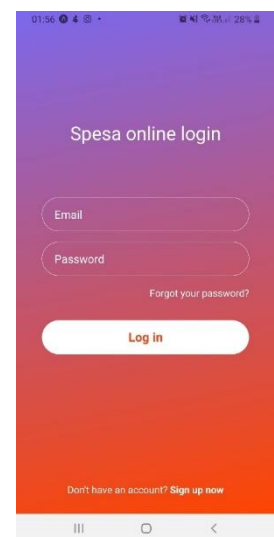 01:56 4
28%
Spesa online login
Email
Password
Forgot your password?
Log in
Don't have an account? Sign up now